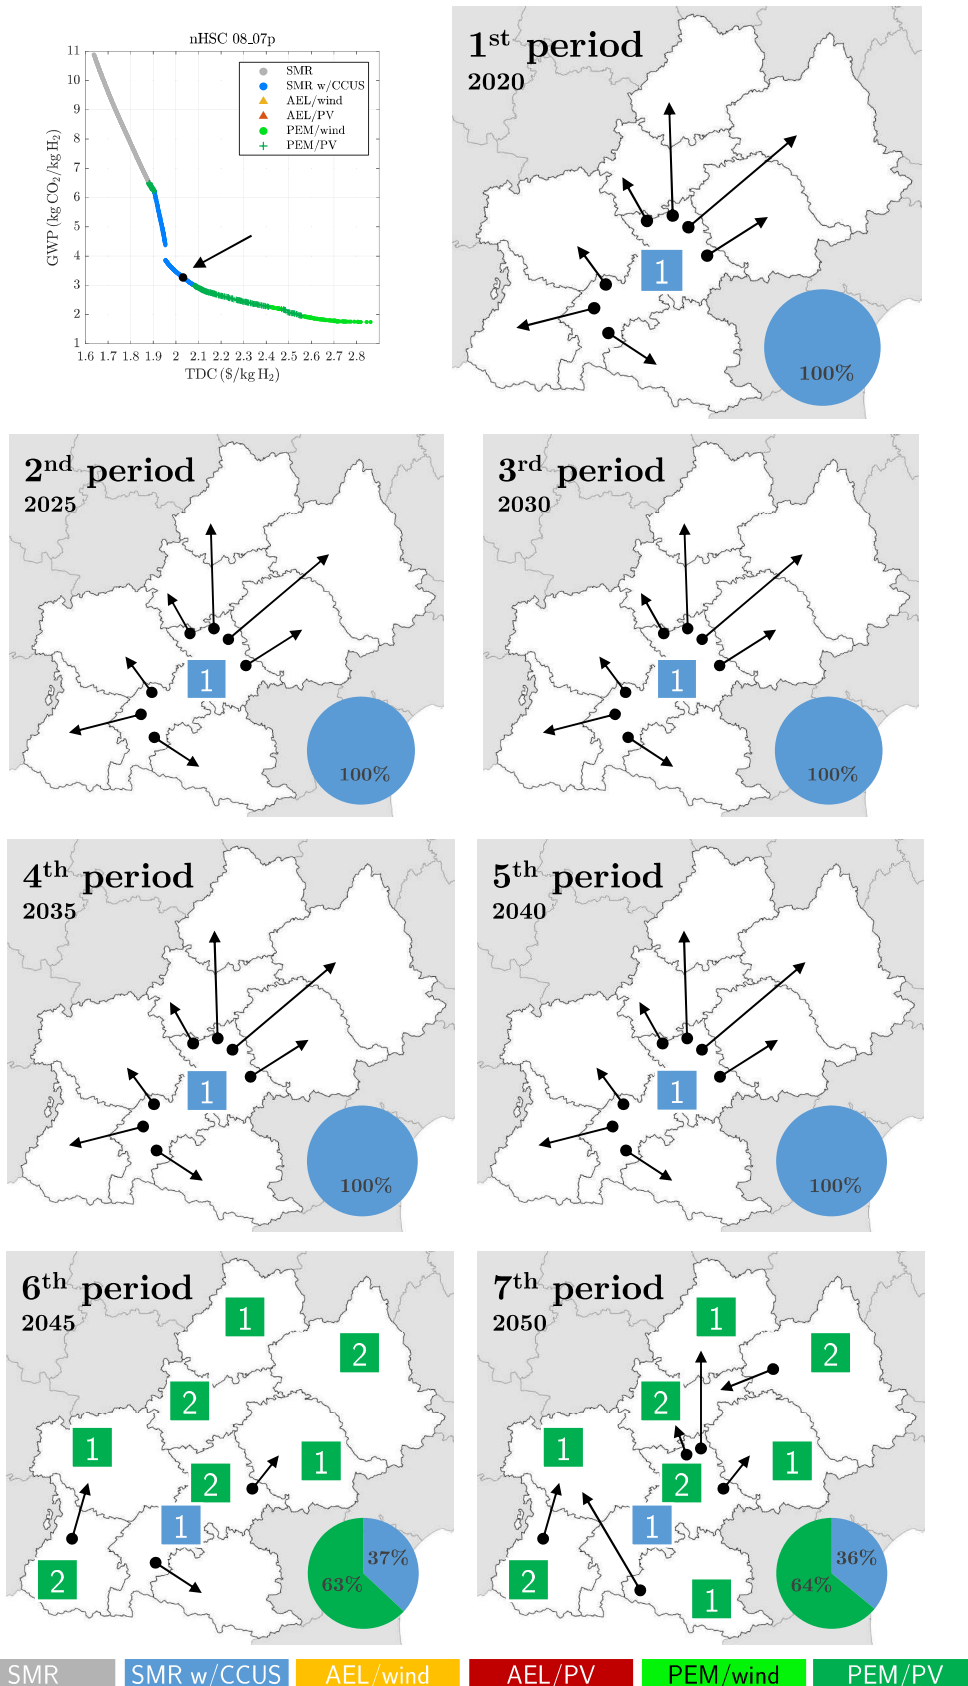 nHSC 08_07p
GWP (kg CO2/kg H2)
11
10
9
8
7
6
5
4
3
2
1
SMR
SMR w/CCUS
AEL/wind
AEL/PV
PEM/wind
PEM/PV
1.6 1.7 1.8 1.9 2 2.1 2.2 2.3 2.4 2.5 2.6 2.7 2.8
TDC ($/kg H2)
1st period
2020
1
100%
2nd period
2025
1
100%
3rd period
2030
1
100%
4th period
2035
1
100%
5th period
2040
1
100%
6th period
2045
1
2
2
1
1
2
1
2
37%
63%
7th period
2050
1
2
2
1
1
2
1
2
1
36%
64%
SMR SMR w/CCUS AEL/wind AEL/PV PEM/wind PEM/PV